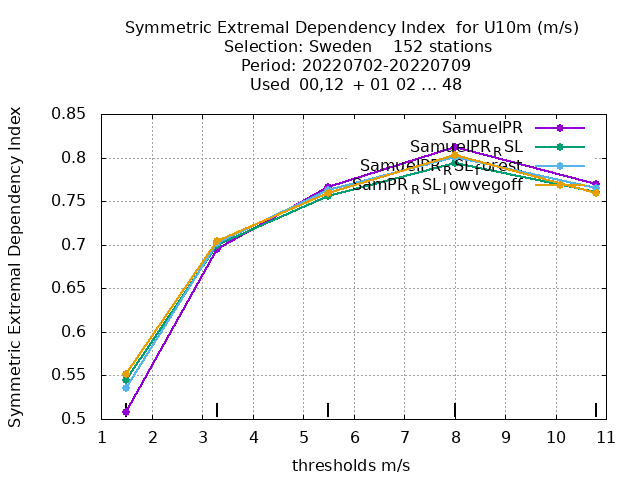 Symmetric Extremal Dependency Index for U10m (m/s)
Selection: Sweden 152 stations
Period: 20220702-20220709
Used 00,12 + 01 02 ... 48
Symmetric Extremal Dependency Index
0.85
0.8
0.75
0.7
0.65
0.6
0.55
0.5
SamuelPR
SamuelPR_RSL
SamuelPR_RSL_forest
SamPR_RSL_lowvegoff
1 2 3 4 5 6 7 8 9 10 11
thresholds m/s